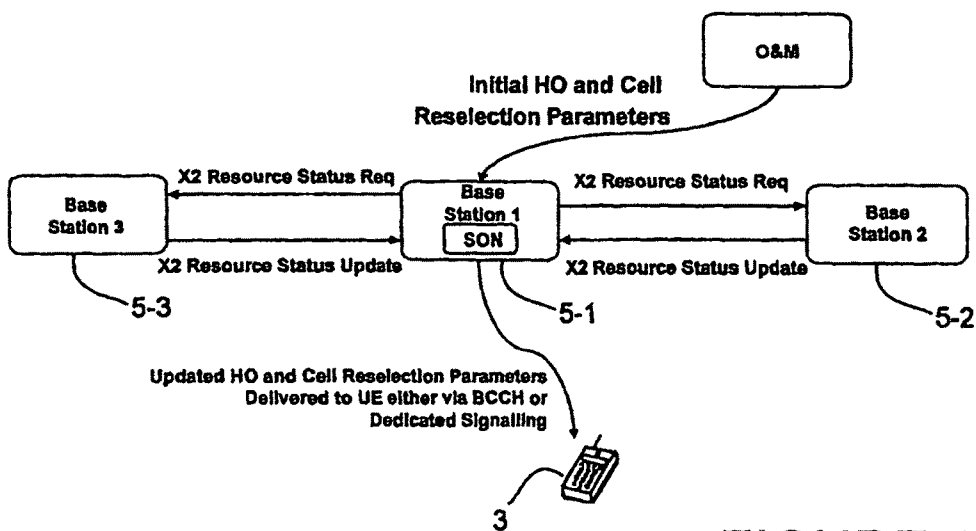 O&M
Initial HO and Cell
Reselection Parameters
X2 Resource Status Req
Base
Station 1
SON
X2 Resource Status Req
Base
Station 3
Base
Station 2
X2 Resource Status Update
X2 Resource Status Update
5-3
5-1
5-2
Updated HO and Cell Reselection Parameters
Delivered to UE either via BCCH or
Dedicated Signalling
3